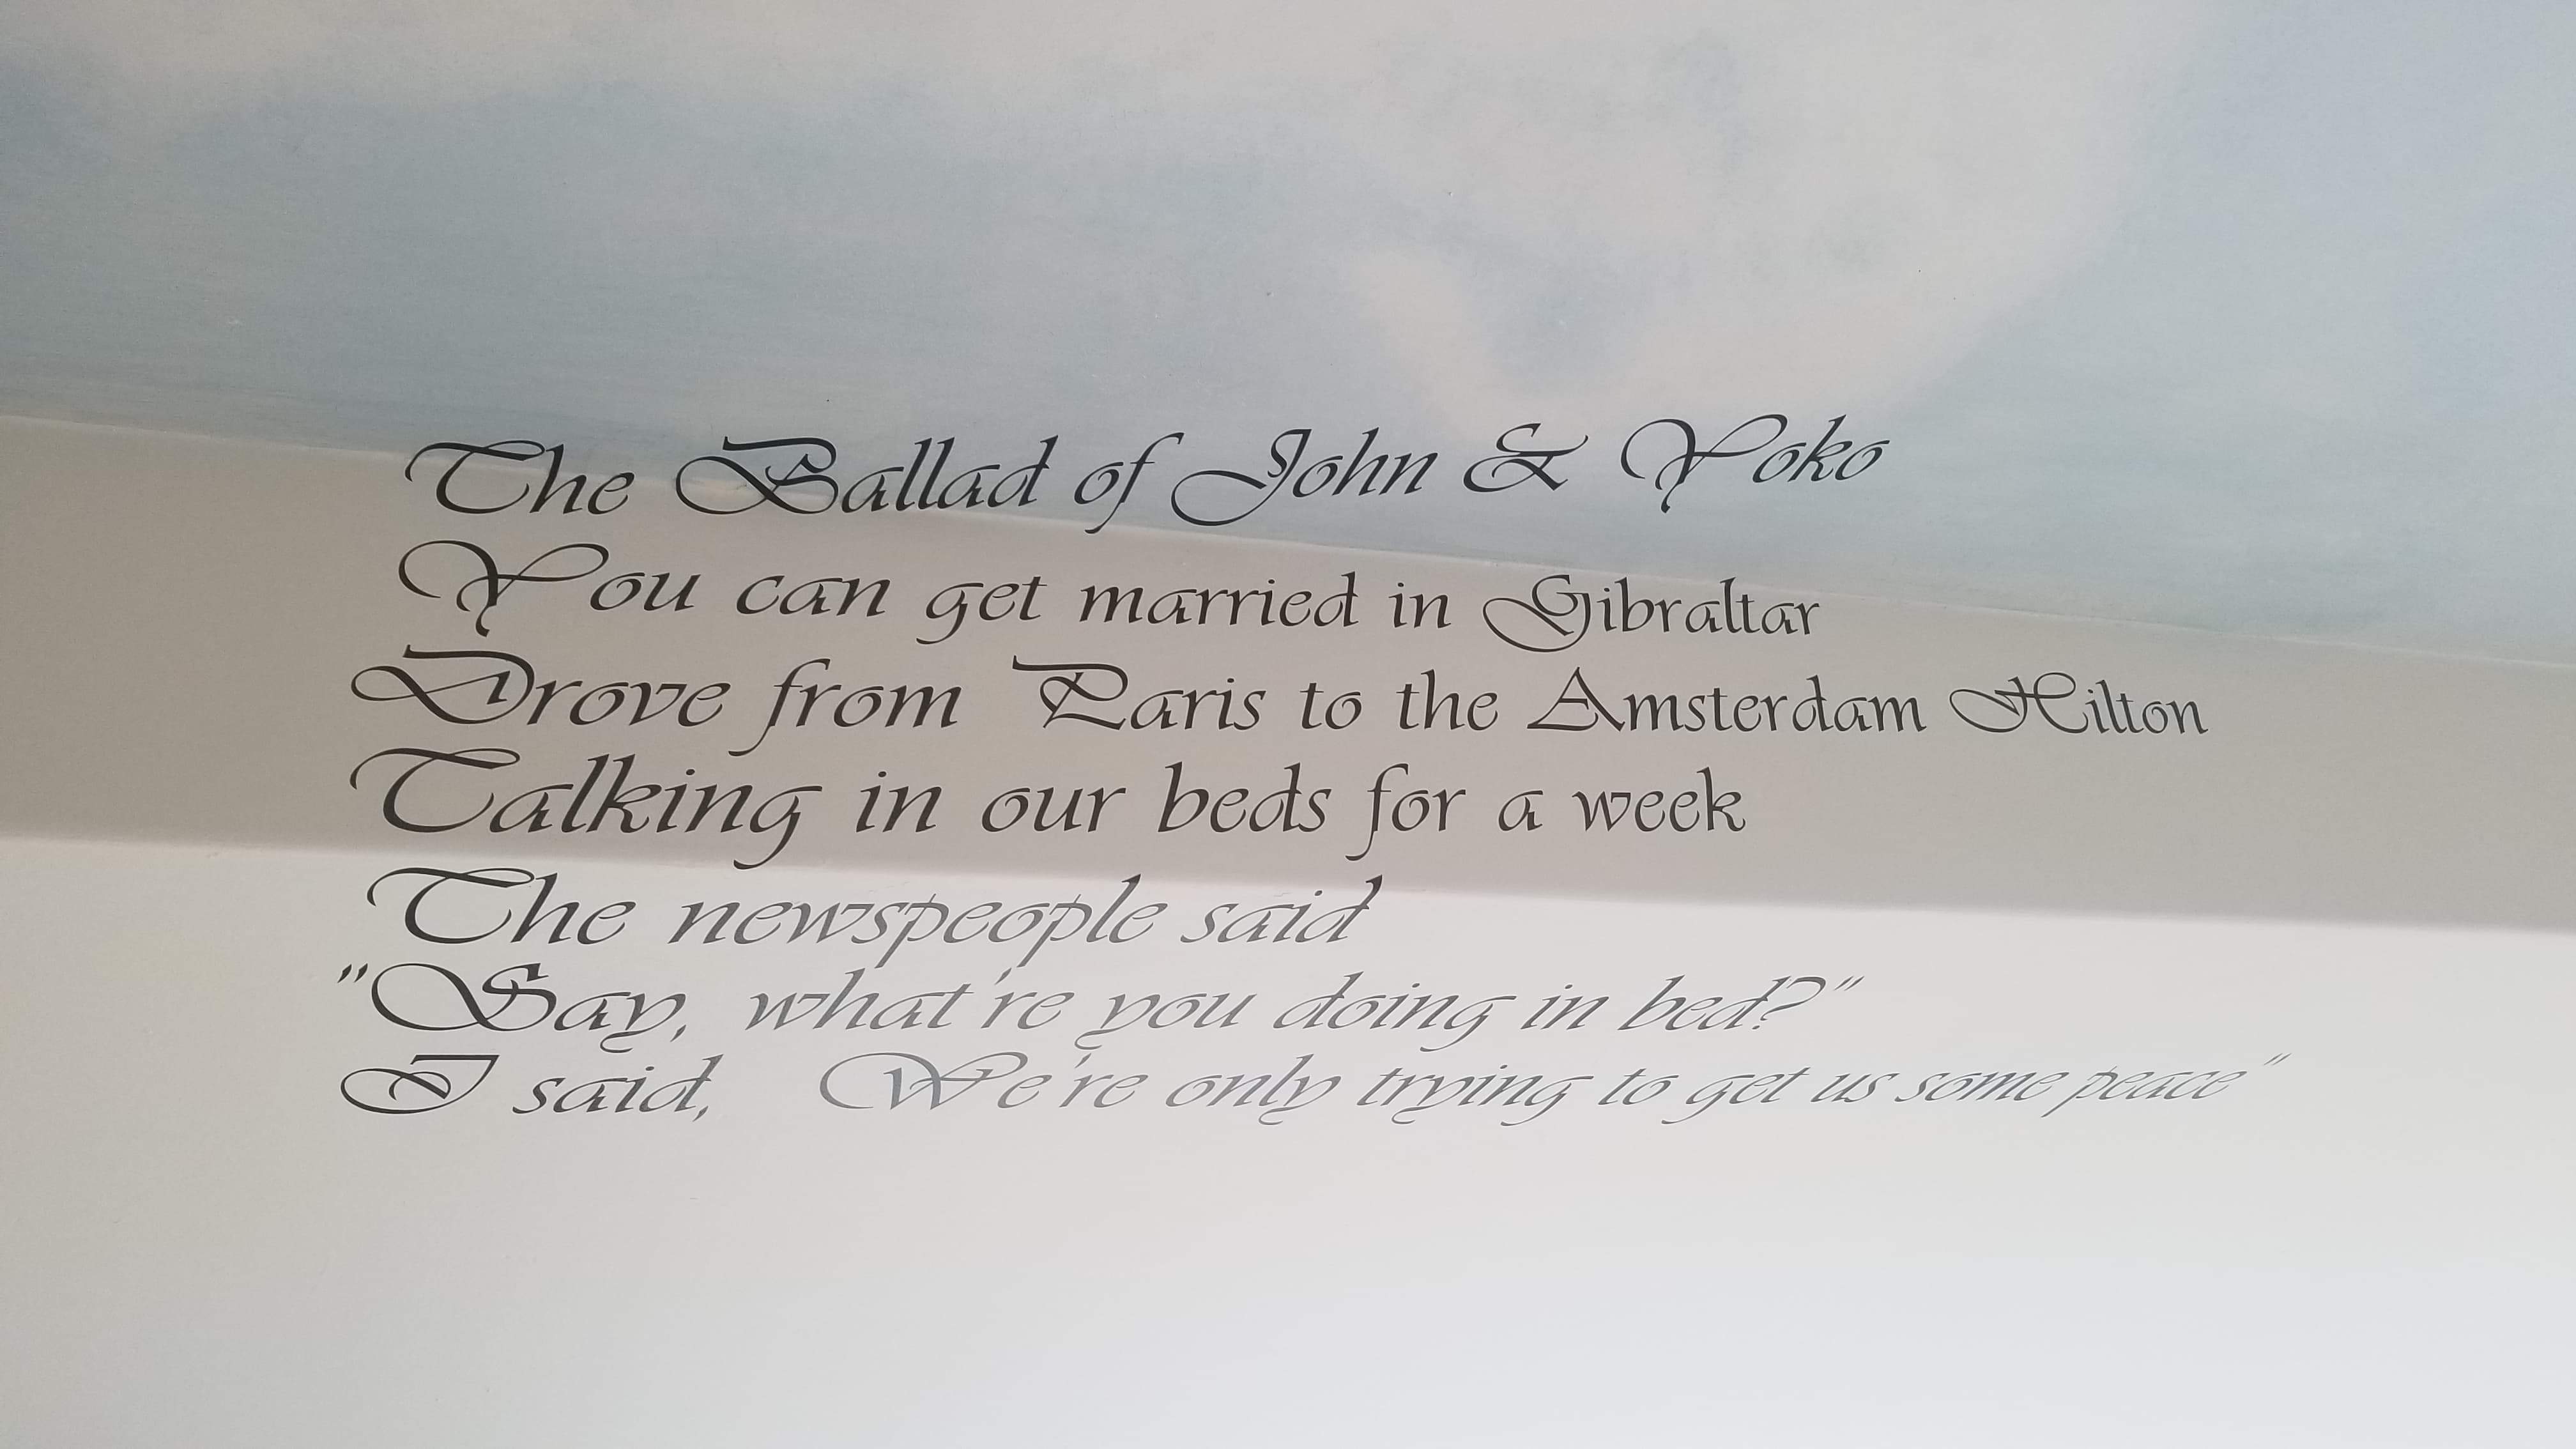 The Ballad of John & Yoko
You can get married in Gibraltar
Drove from Paris to the Amsterdam Hilton
Talking in our beds for a week
The newspeople said
"Say, what're you doing in bed?"
I said, We're only trying to get us some peace"